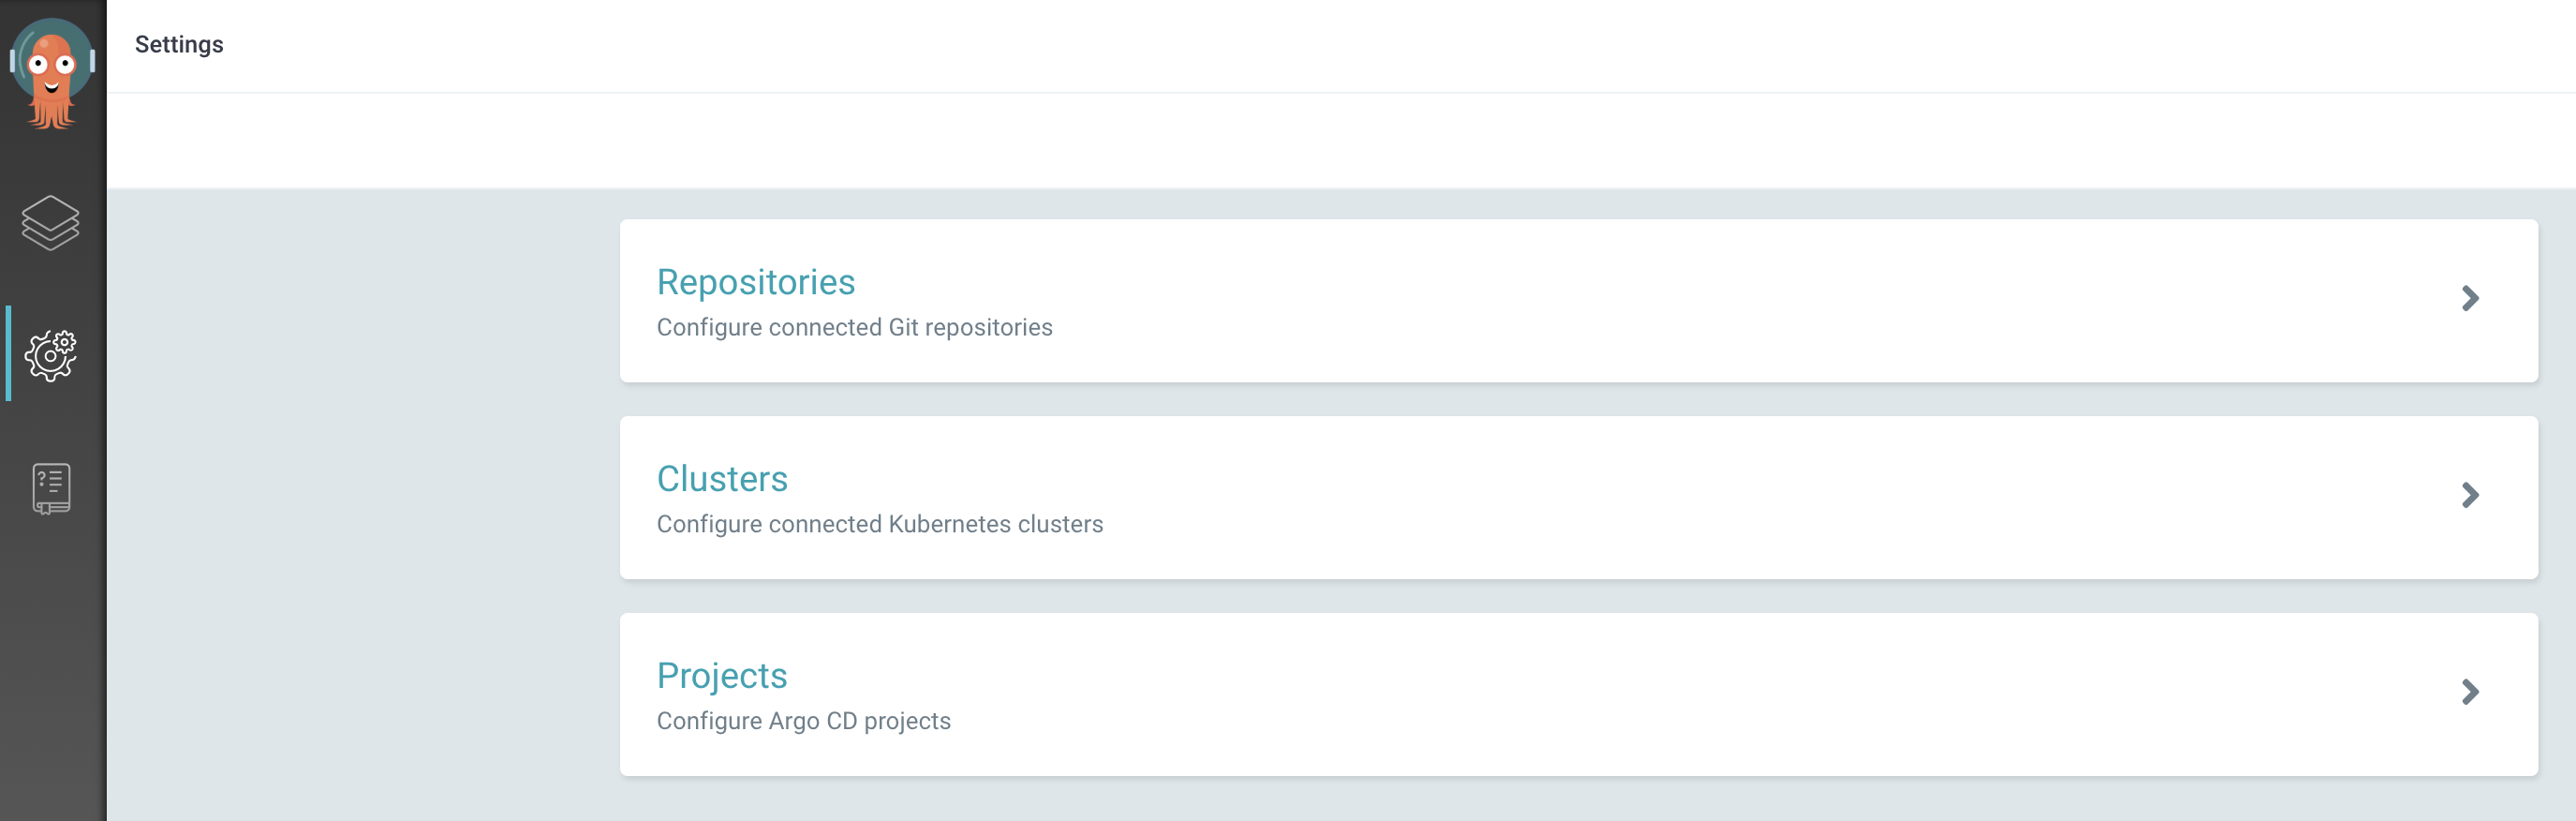 Settings
Repositories
Configure connected Git repositories
Clusters
Configure connected Kubernetes clusters
Projects
Configure Argo CD projects